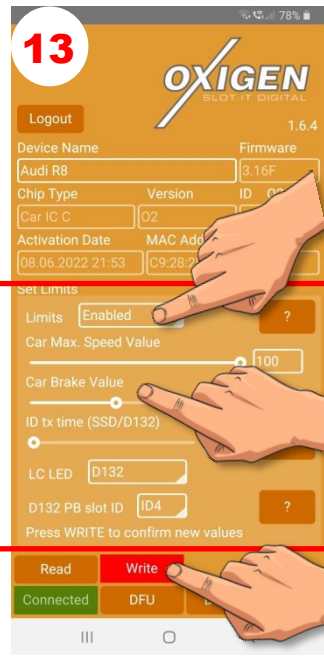 78%
13
OXIGEN
SLOT IT DIGITAL
Logout
1.6.4
Device Name Firmware
Audi R8 3.16F
Chip Type Version ID
Car IC C O2
Activation Date MAC
08.06.2022 21:53 C9:28:
Set Limits
Limits Enabled ?
Car Max. Speed Value
100
Car Brake Value
ID tx time (SSD/D132)
LC LED D132
D132 PB slot ID ID4 ?
Press WRITE to confirm new values
Read Write
Connected DFU